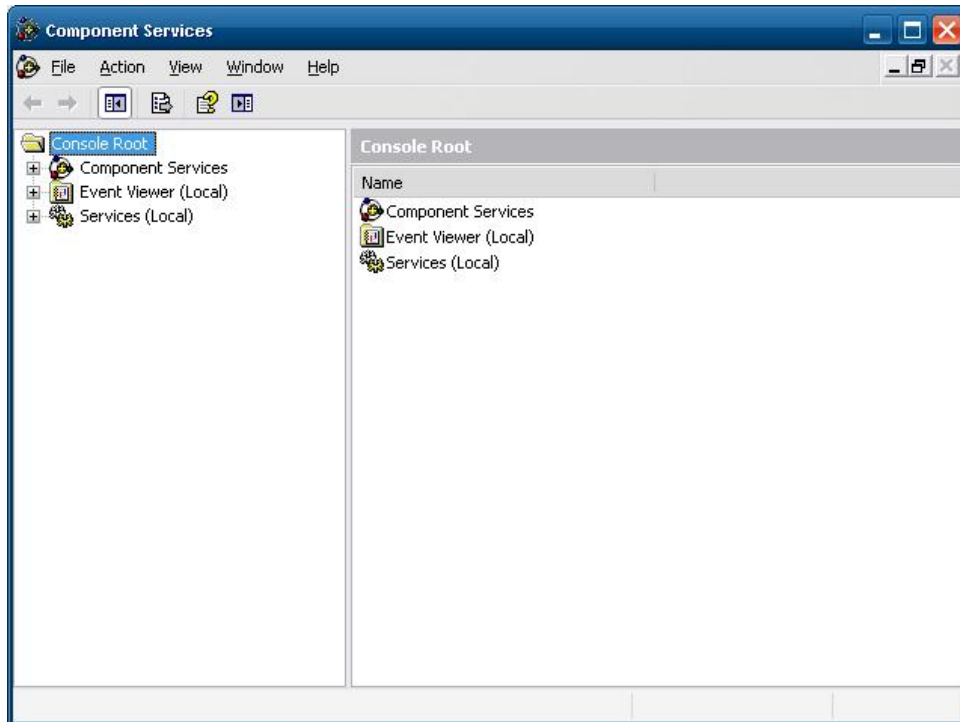 Component Services
File Action View Window Help
Console Root
Component Services
Event Viewer (Local)
Services (Local)
Console Root
Name
Component Services
Event Viewer (Local)
Services (Local)